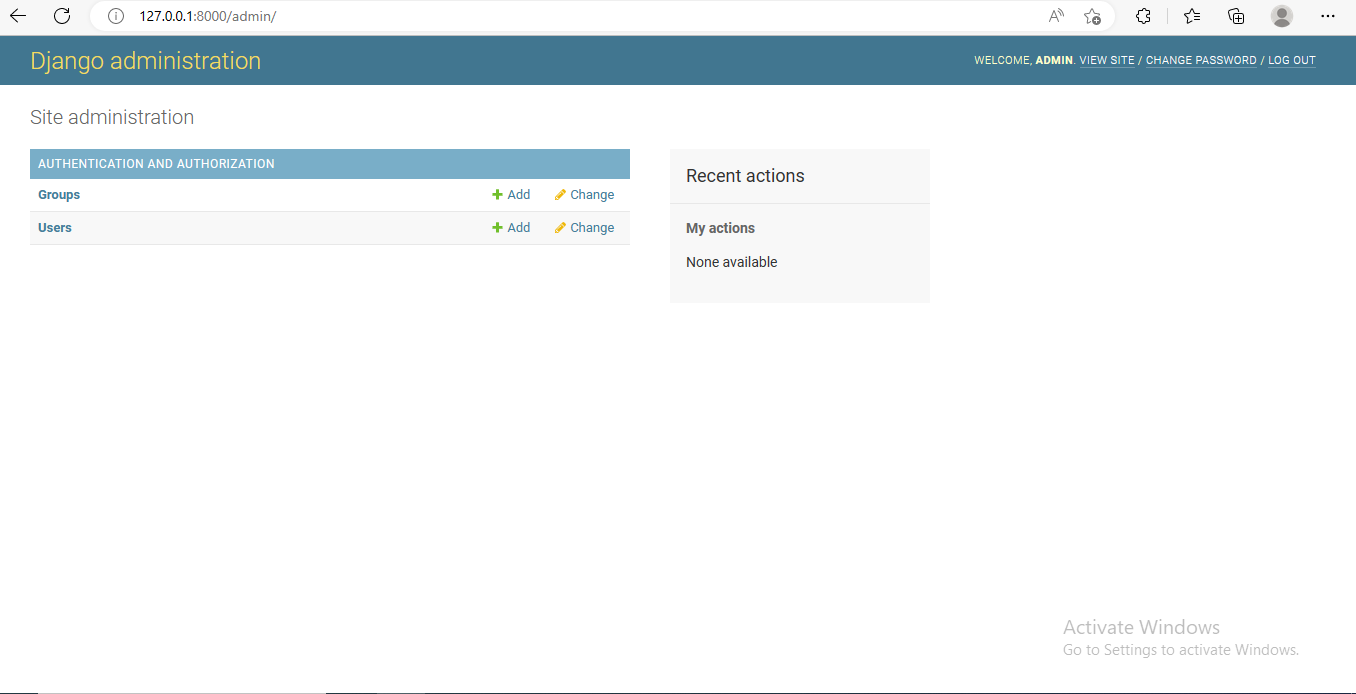 127.0.0.1:8000/admin/
Django administration
WELCOME, ADMIN. VIEW SITE / CHANGE PASSWORD / LOG OUT
Site administration
AUTHENTICATION AND AUTHORIZATION
Groups Add Change
Users Add Change
Recent actions
My actions
None available
Activate Windows
Go to Settings to activate Windows.